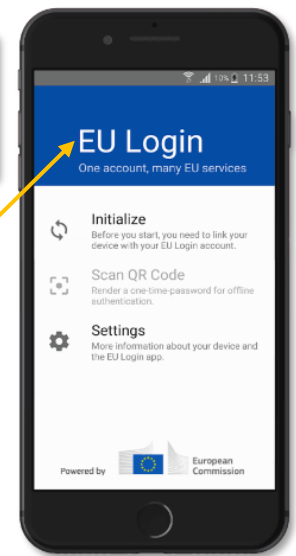 10% 11:53
EU Login
One account, many EU services
Initialize
Before you start, you need to link your
device with your EU Login account.
Scan QR Code
Render a one-time-password for offline
authentication.
Settings
More information about your device and
the EU Login app.
Powered by
European
Commission